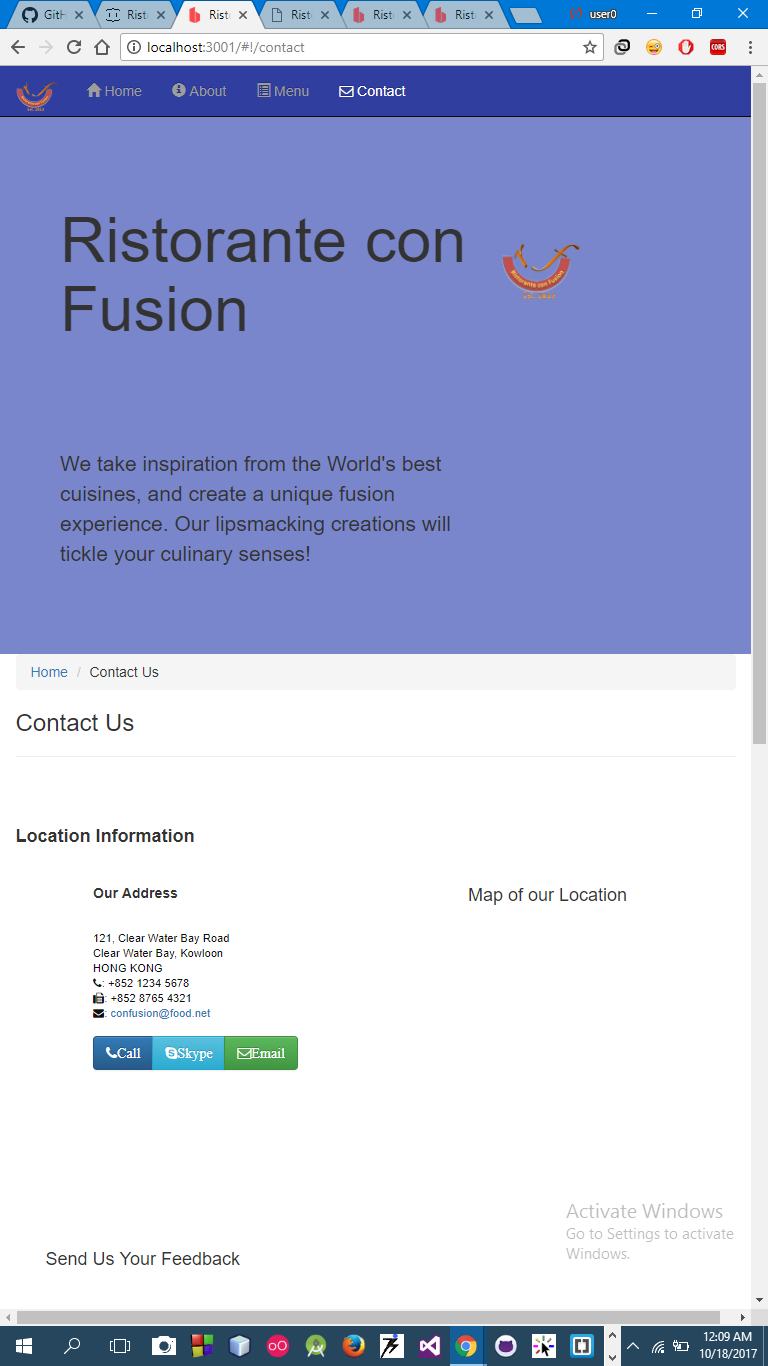 GitH
Rist
Rist
Rist
Rist
Rist
user0
localhost:3001/#!/contact
CORS
Home
About
Menu
Contact
Ristorante con
Fusion
Ristorante con Fusion
We take inspiration from the World's best
cuisines, and create a unique fusion
experience. Our lipsmacking creations will
tickle your culinary senses!
Home / Contact Us
Contact Us
Location Information
Our Address
Map of our Location
121, Clear Water Bay Road
Clear Water Bay, Kowloon
HONG KONG
: +852 1234 5678
: +852 8765 4321
: confusion@food.net
Call
Skype
Email
Activate Windows
Go to Settings to activate
Windows.
Send Us Your Feedback
12:09 AM
10/18/2017